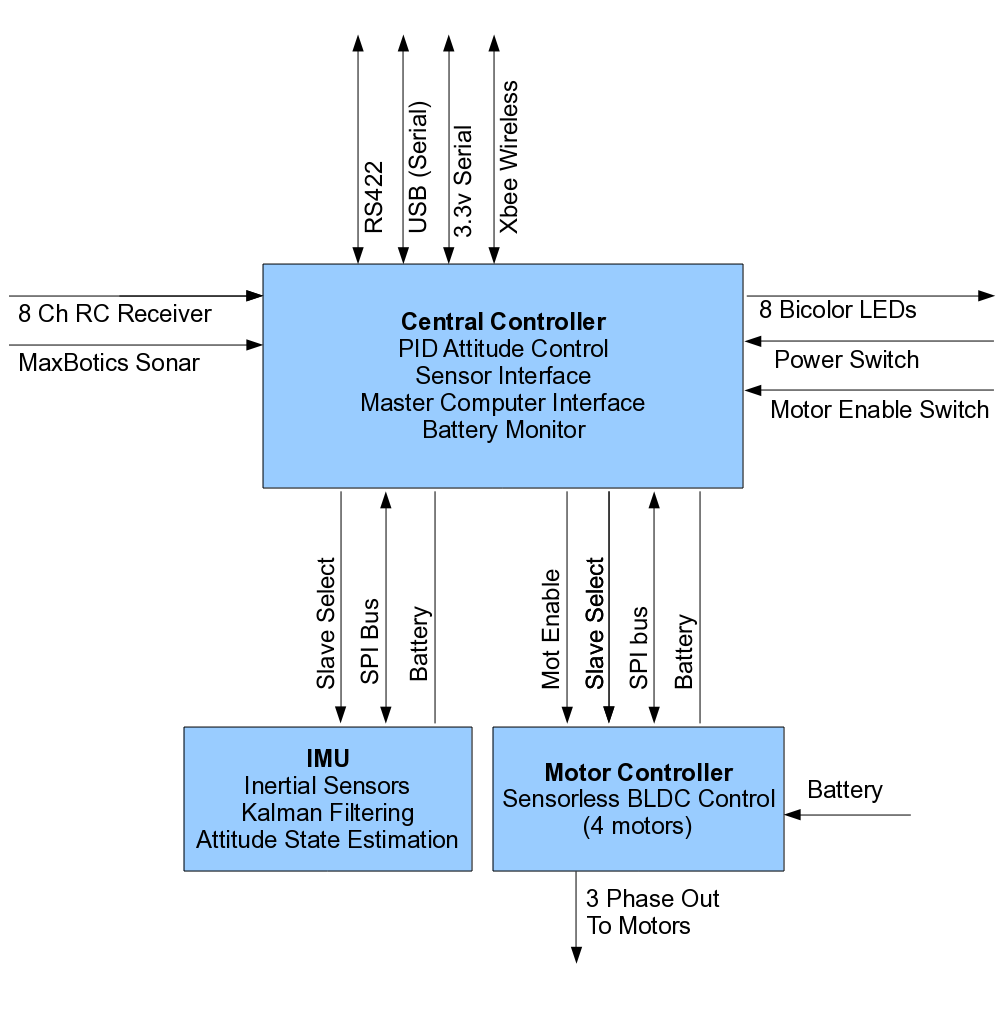 RS422
USB (Serial)
3.3v Serial
Xbee Wireless
8 Ch RC Receiver
MaxBotics Sonar
Central Controller
PID Attitude Control
Sensor Interface
Master Computer Interface
Battery Monitor
8 Bicolor LEDs
Power Switch
Motor Enable Switch
Slave Select
SPI Bus
Battery
Mot Enable
Slave Select
SPI bus
Battery
IMU
Inertial Sensors
Kalman Filtering
Attitude State Estimation
Motor Controller
Sensorless BLDC Control
(4 motors)
Battery
3 Phase Out
To Motors